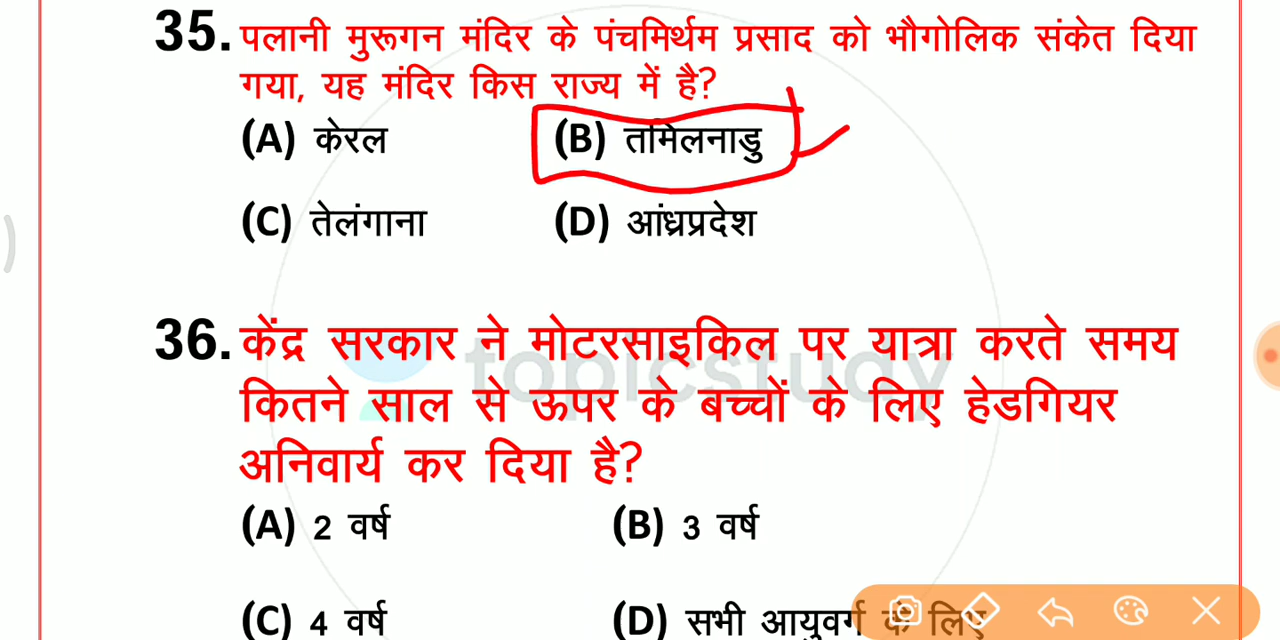 35. पलानी मुरूगन मंदिर के पंचमिर्थम प्रसाद को भौगोलिक संकेत दिया
गया, यह मंदिर किस राज्य में है?
(A) केरल (B) तमिलनाडु
(C) तेलंगाना (D) आंध्रप्रदेश
36. केंद्र सरकार ने मोटरसाइकिल पर यात्रा करते समय
topicstudy
कितने साल से ऊपर के बच्चों के लिए हेडगियर
अनिवार्य कर दिया है?
(A) 2 वर्ष (B) 3 वर्ष
(C) 4 वर्ष (D) सभी आयुवर्ग के लिए